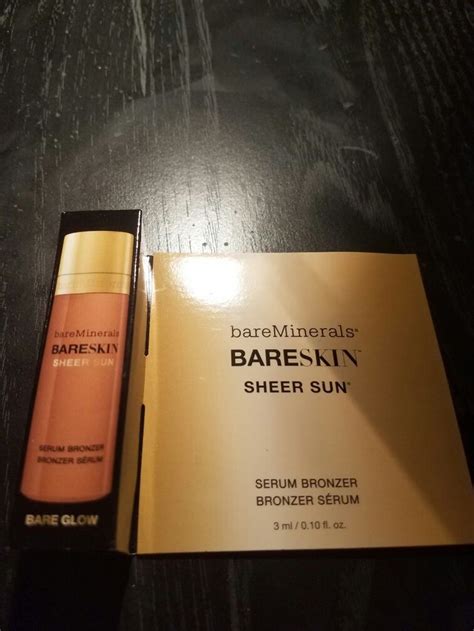 bareMinerals
BARESKIN
SHEER SUN
SERUM BRONZER
BRONZER SÉRUM
BARE GLOW
bareMinerals®
BARESKIN™
SHEER SUN®
SERUM BRONZER
BRONZER SÉRUM
3 ml / 0.10 fl. oz.